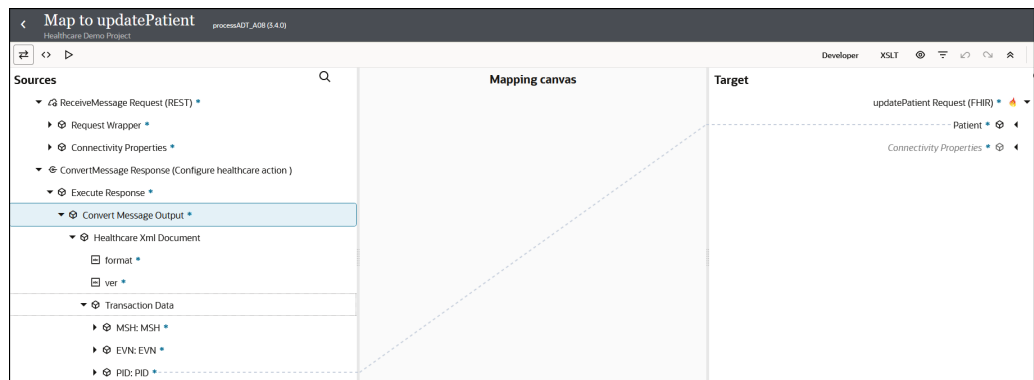 Map to updatePatient processADT_A08 (3.4.0)
Healthcare Demo Project
Developer XSLT
Sources
Mapping canvas
Target
ReceiveMessage Request (REST) *
updatePatient Request (FHIR) *
Request Wrapper *
Patient *
Connectivity Properties *
Connectivity Properties *
ConvertMessage Response (Configure healthcare action )
Execute Response *
Convert Message Output *
Healthcare Xml Document
format *
ver *
Transaction Data
MSH: MSH *
EVN: EVN *
PID: PID *